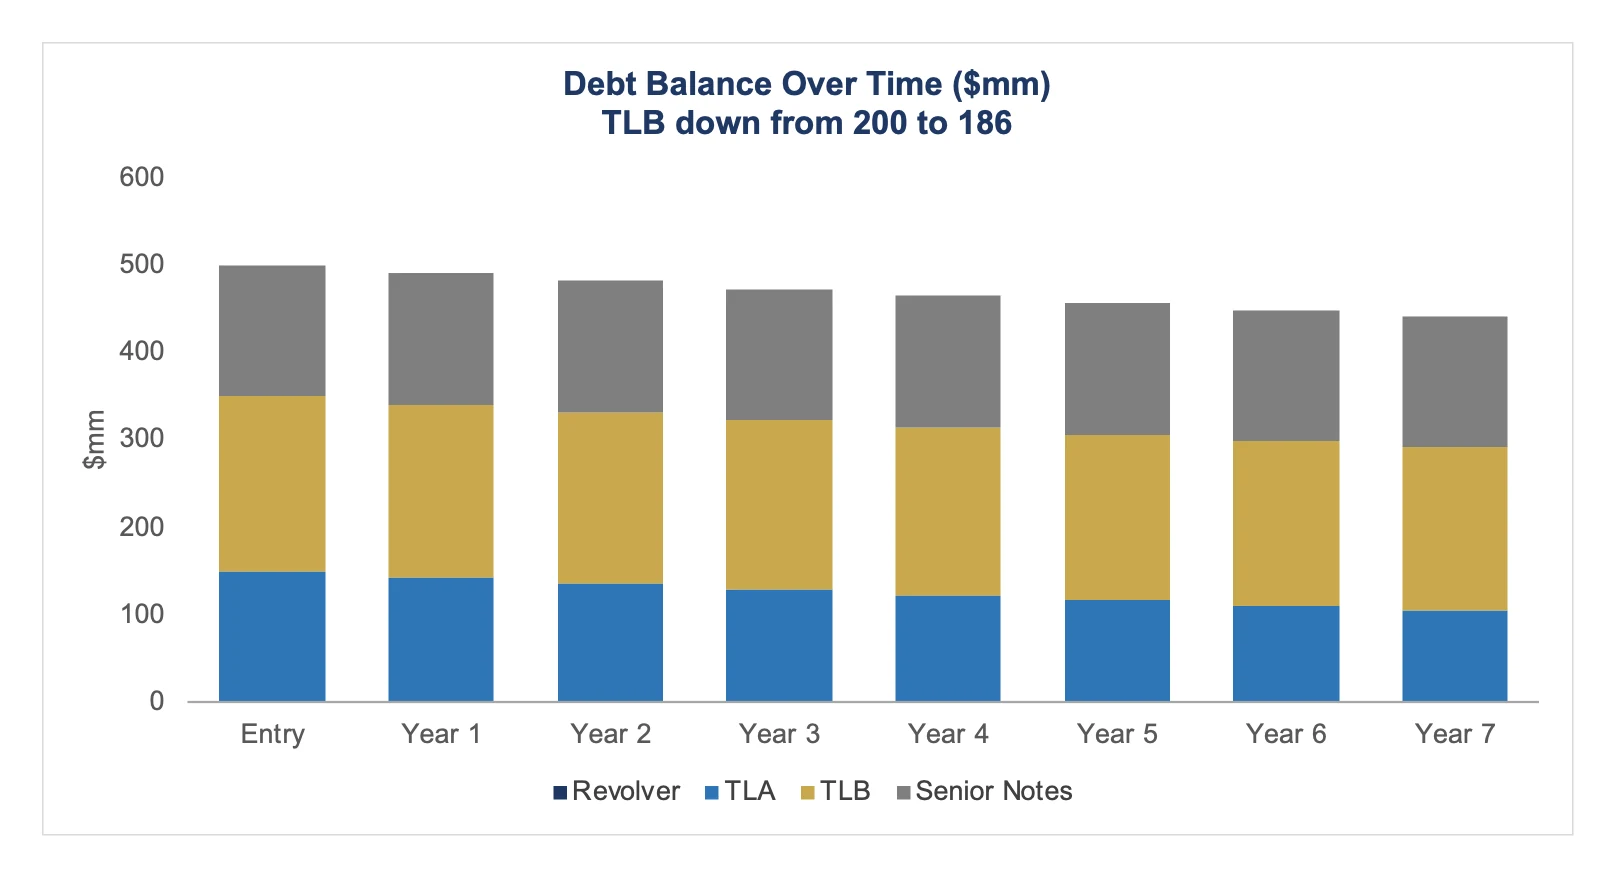 Debt Balance Over Time ($mm)
TLB down from 200 to 186
600
500
400
300
200
100
0
$mm
Entry Year 1 Year 2 Year 3 Year 4 Year 5 Year 6 Year 7
Revolver TLA TLB Senior Notes